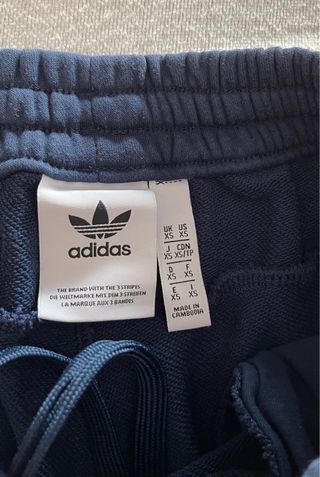 adidas
THE BRAND WITH THE 3 STRIPES
DIE WELTMARKE MIT DEN 3 STREIFEN
LA MARQUE AUX 3 BANDES
UK US
XS XS
J CDN
XS XS/TP
D F
XS XS
E I
XS XS
MADE IN
CAMBODIA